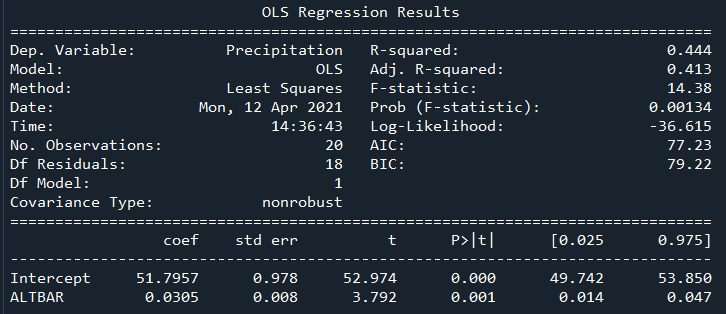 OLS Regression Results
==============================================================================
Dep. Variable: Precipitation R-squared: 0.444
Model: OLS Adj. R-squared: 0.413
Method: Least Squares F-statistic: 14.38
Date: Mon, 12 Apr 2021 Prob (F-statistic): 0.00134
Time: 14:36:43 Log-Likelihood: -36.615
No. Observations: 20 AIC: 77.23
Df Residuals: 18 BIC: 79.22
Df Model: 1
Covariance Type: nonrobust
==============================================================================
coef std err t P>|t| [0.025 0.975]
------------------------------------------------------------------------------
Intercept 51.7957 0.978 52.974 0.000 49.742 53.850
ALTBAR 0.0305 0.008 3.792 0.001 0.014 0.047